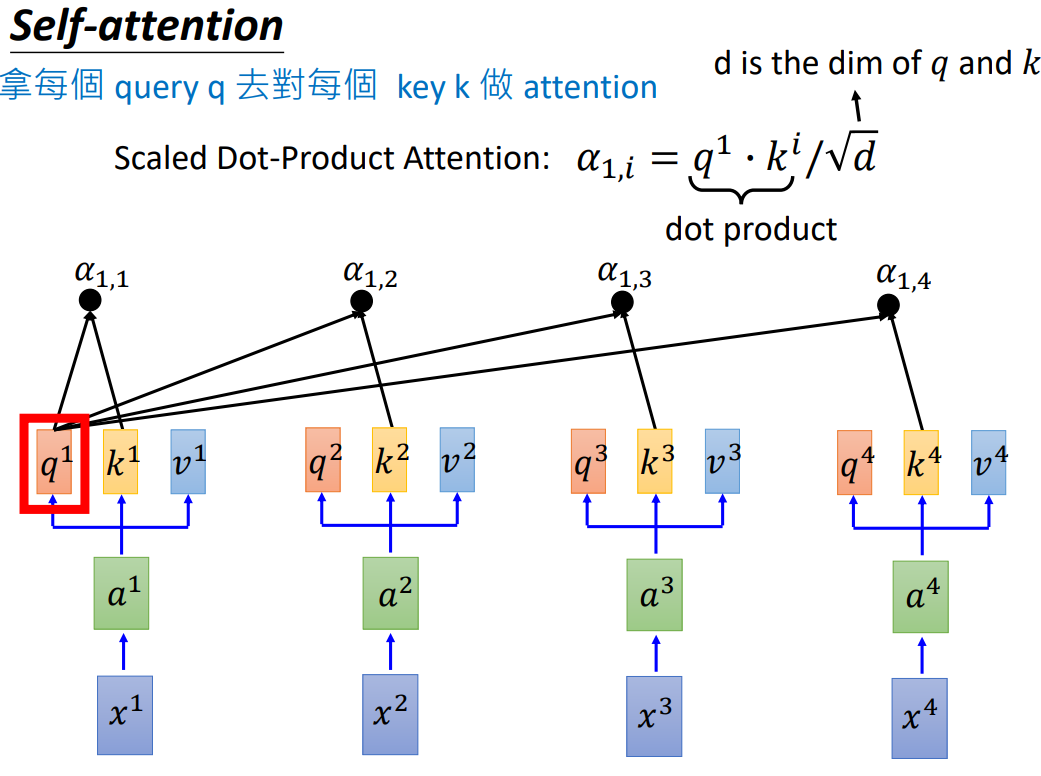 Self-attention
拿每個 query q 去對每個 key k 做 attention
d is the dim of q and k
Scaled Dot-Product Attention: α₁,ᵢ = q¹ · kⁱ/√d
dot product
α₁,₁ α₁,₂ α₁,₃ α₁,₄
q¹ k¹ v¹ q² k² v² q³ k³ v³ q⁴ k⁴ v⁴
a¹ a² a³ a⁴
x¹ x² x³ x⁴